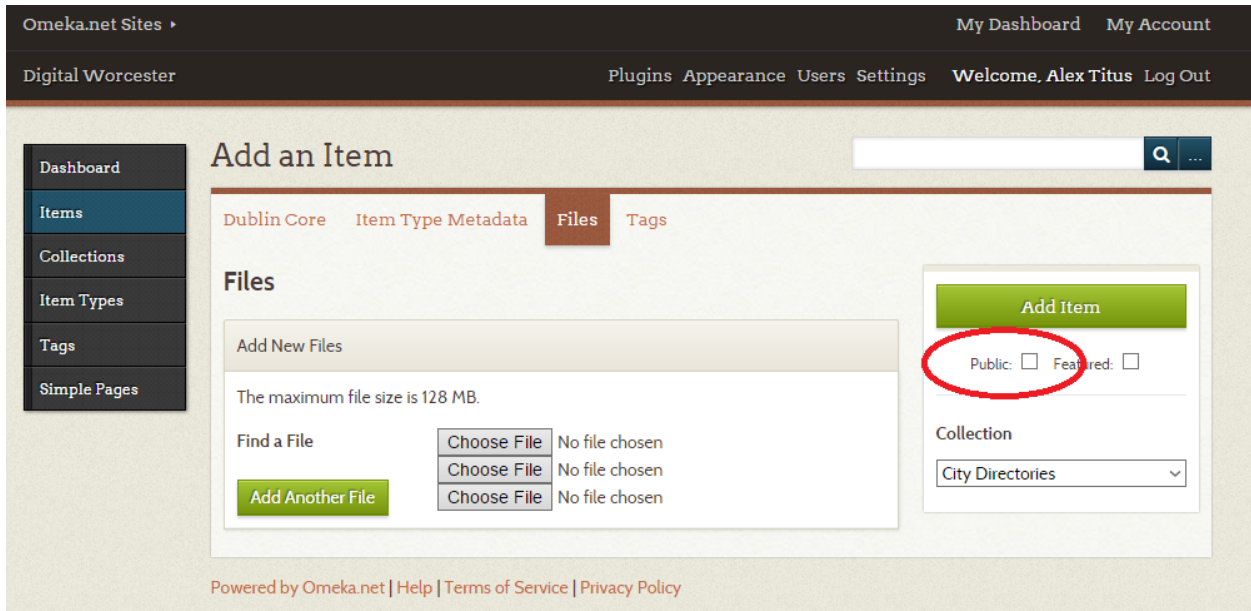 Omeka.net Sites ▸ My Dashboard My Account
Digital Worcester Plugins Appearance Users Settings Welcome, Alex Titus Log Out
Dashboard
Items
Collections
Item Types
Tags
Simple Pages
Add an Item
...
Dublin Core Item Type Metadata Files Tags
Files
Add New Files
The maximum file size is 128 MB.
Find a File
Choose File No file chosen
Choose File No file chosen
Choose File No file chosen
Add Another File
Add Item
Public: Featured:
Collection
City Directories
Powered by Omeka.net | Help | Terms of Service | Privacy Policy